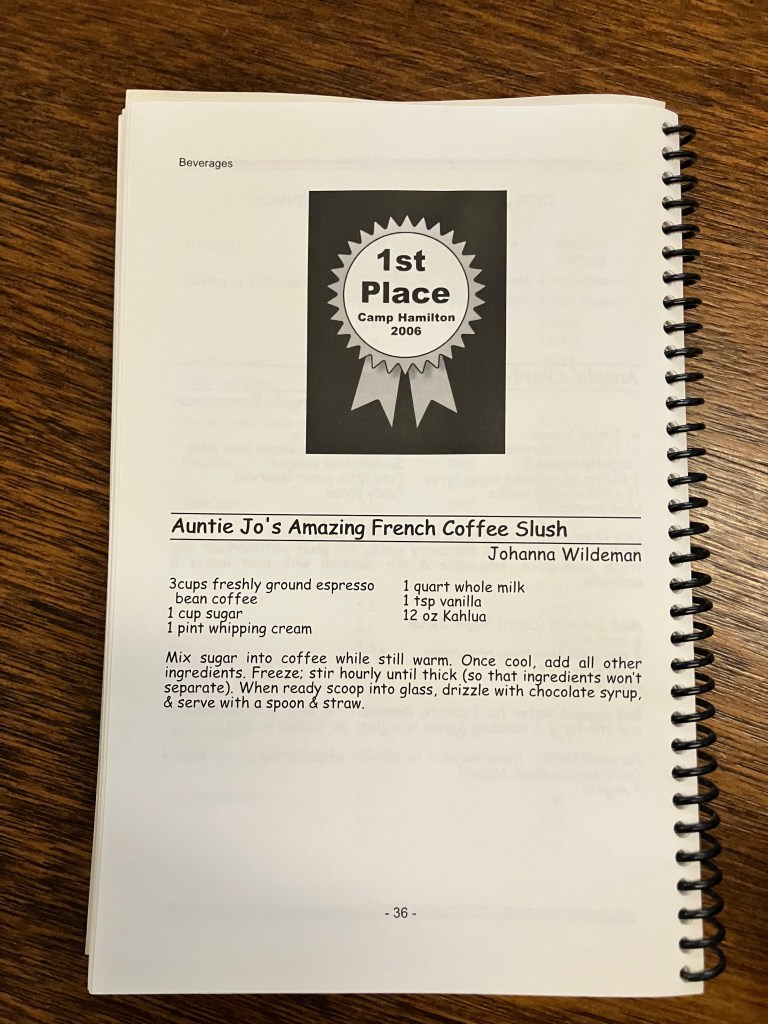 Beverages
1st
Place
Camp Hamilton
2006
Auntie Jo's Amazing French Coffee Slush
Johanna Wildeman
3cups freshly ground espresso
bean coffee
1 cup sugar
1 pint whipping cream
1 quart whole milk
1 tsp vanilla
12 oz Kahlua
Mix sugar into coffee while still warm. Once cool, add all other
ingredients. Freeze; stir hourly until thick (so that ingredients won't
separate). When ready scoop into glass, drizzle with chocolate syrup,
& serve with a spoon & straw.
- 36 -